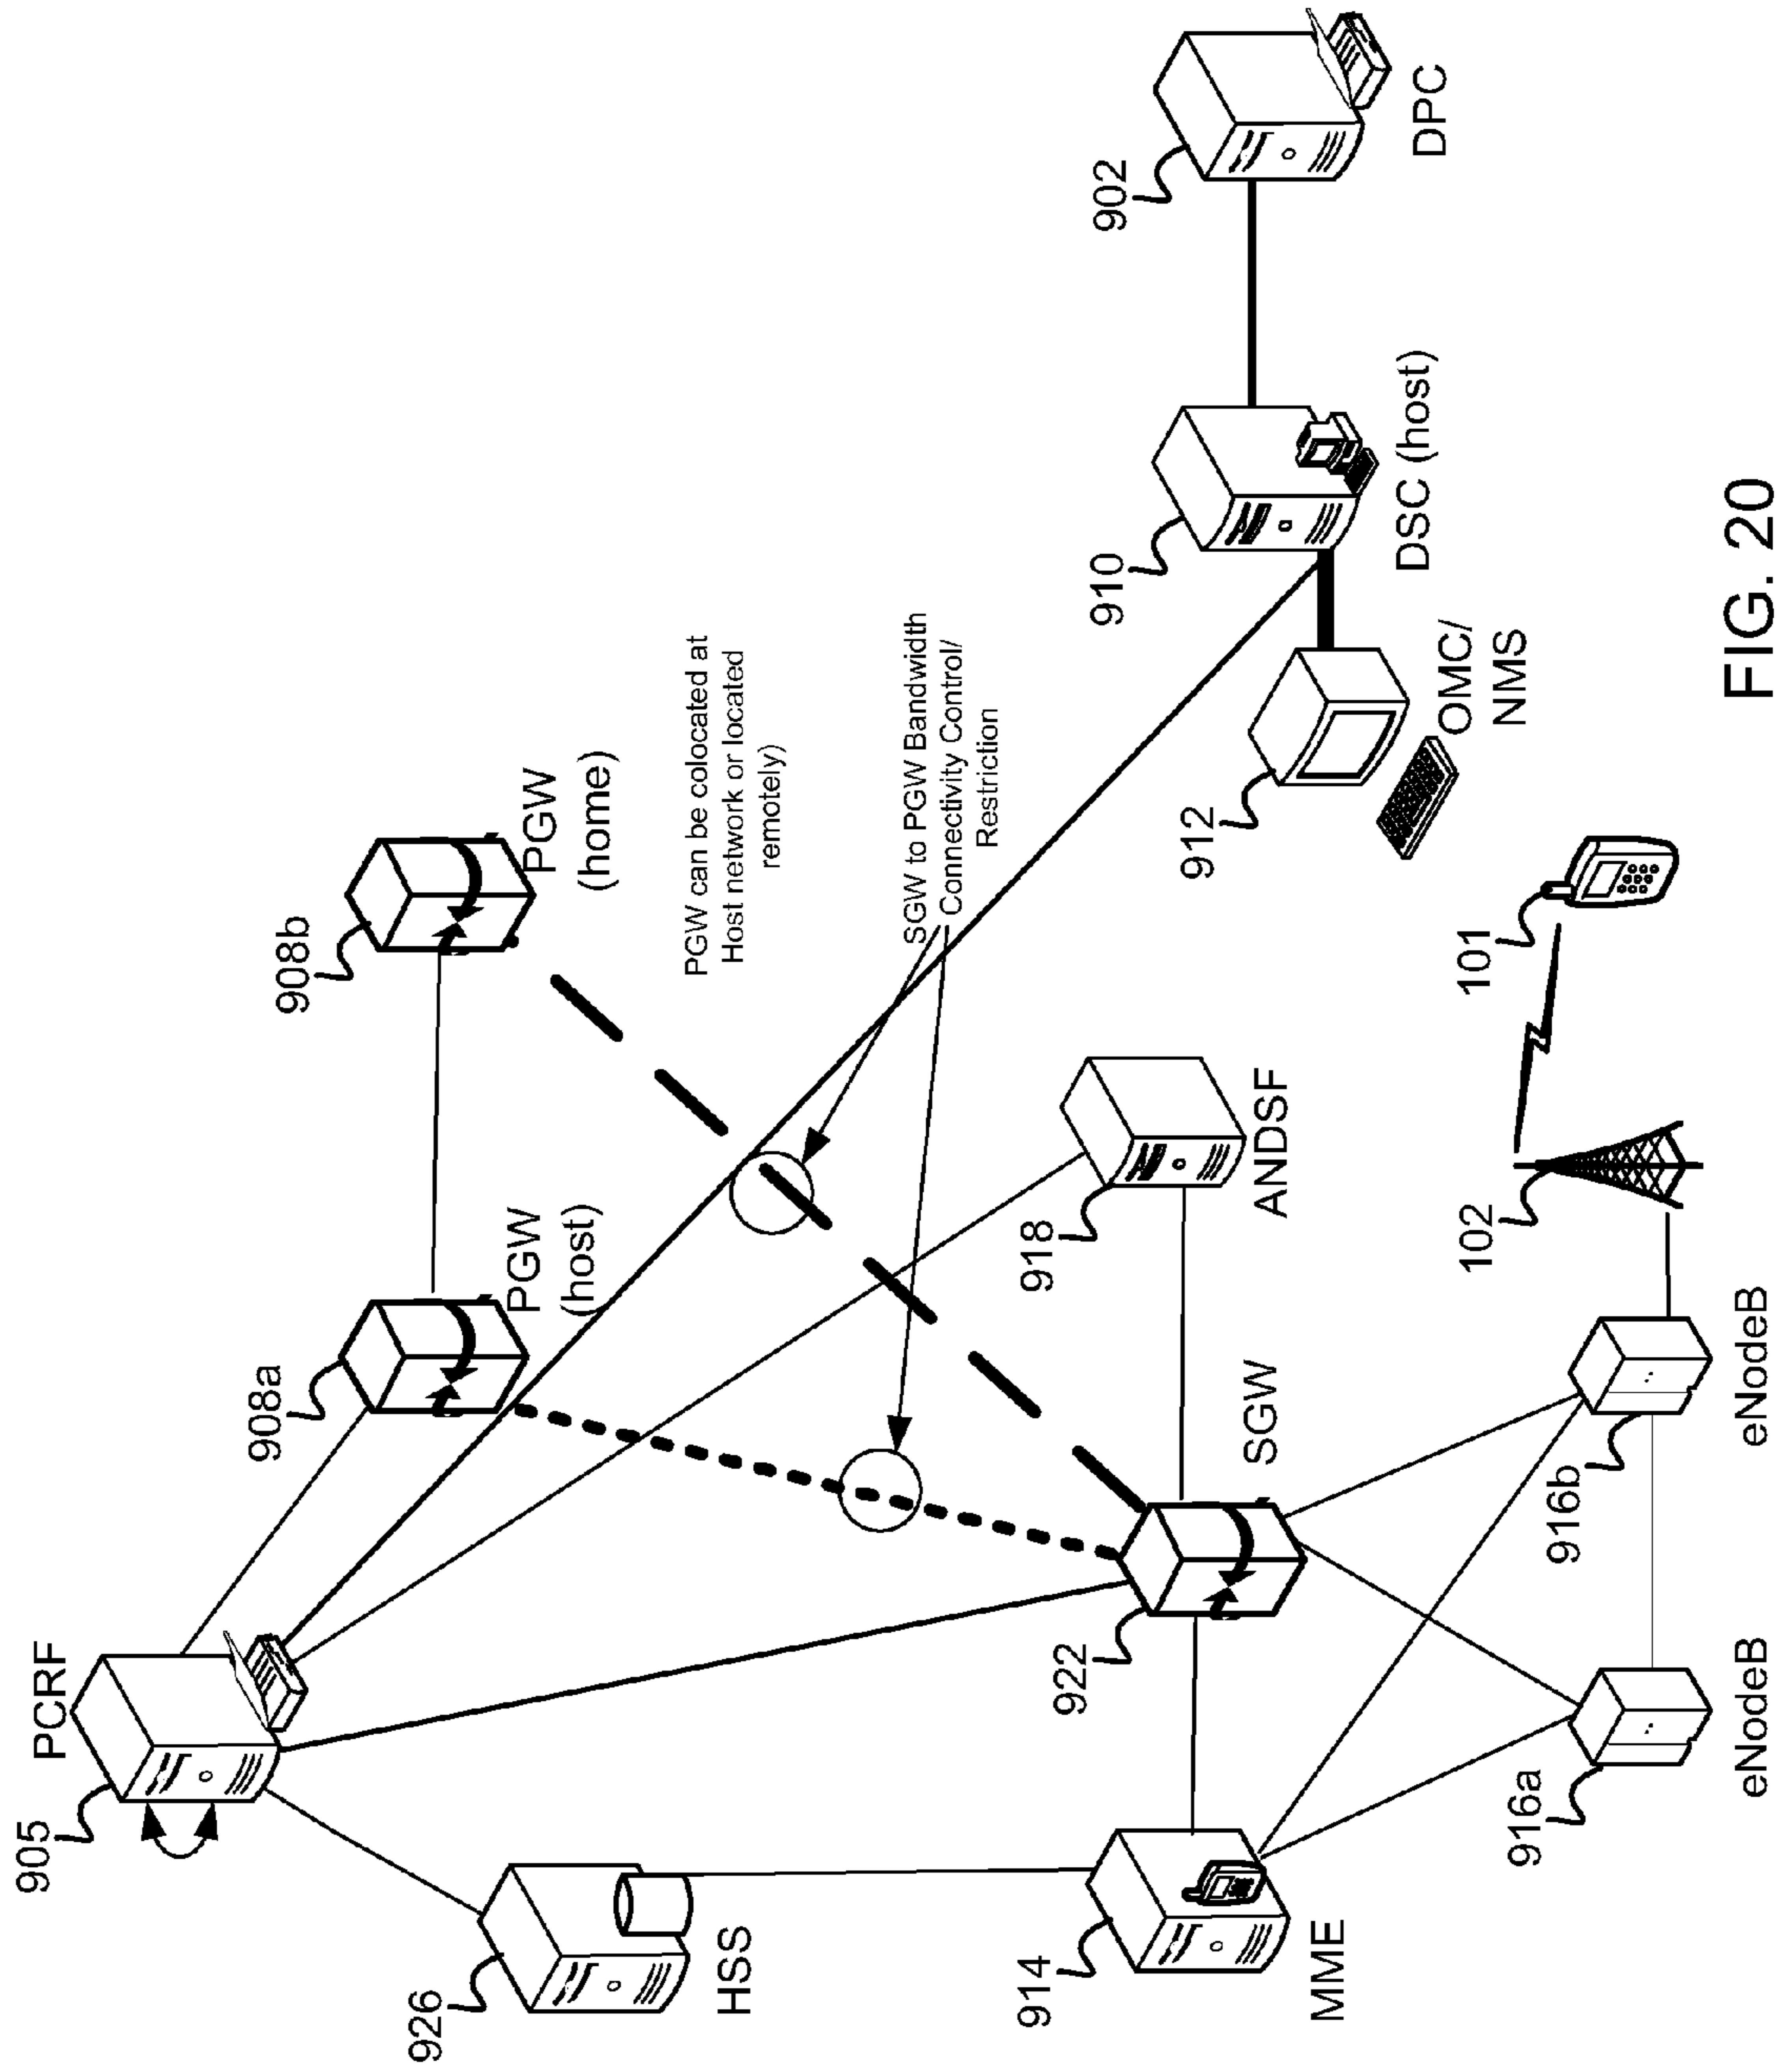 905
PCRF
908a
PGW
(host)
908b
PGW
(home)
PGW can be colocated at
Host network or located
remotely)
SGW to PGW Bandwidth
Connectivity Control/
Restriction
926
HSS
922
SGW
918
ANDSF
910
DSC (host)
902
DPC
912
OMC/
NMS
914
MME
916a
eNodeB
916b
eNodeB
102
101
FIG. 20